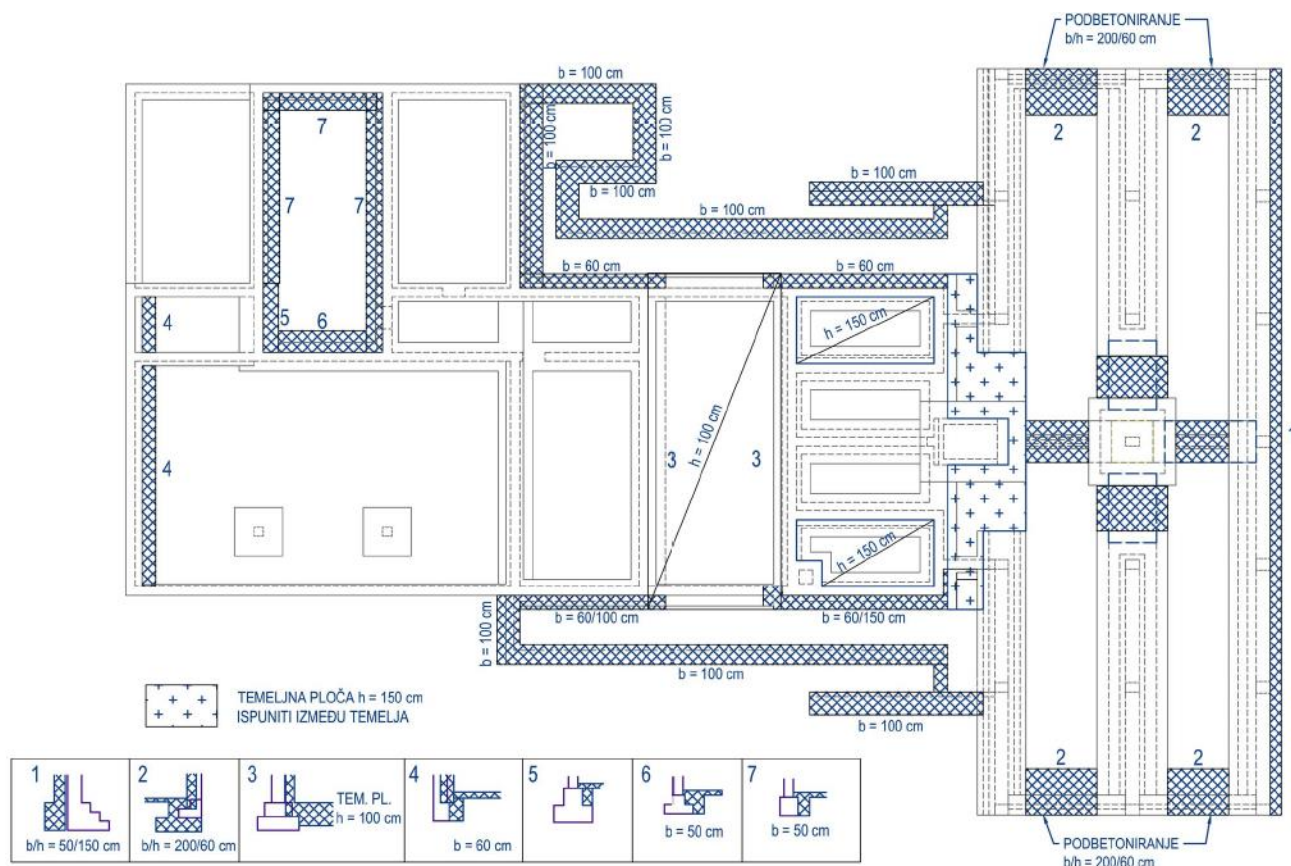 PODBETONIRANJE
b/h = 200/60 cm
b = 100 cm
b = 100 cm
b = 100 cm
b = 100 cm
b = 100 cm
b = 100 cm
7
7
7
5
6
2
2
b = 60 cm
b = 60 cm
4
4
h = 150 cm
h = 100 cm
3
3
1
h = 150 cm
b = 60/100 cm
b = 60/150 cm
b = 100 cm
b = 100 cm
b = 100 cm
2
2
TEMELJNA PLOČA h = 150 cm
ISPUNITI IZMEĐU TEMELJA
PODBETONIRANJE
b/h = 200/60 cm
1
b/h = 50/150 cm
2
b/h = 200/60 cm
3
TEM. PL.
h = 100 cm
4
b = 60 cm
5
6
b = 50 cm
7
b = 50 cm